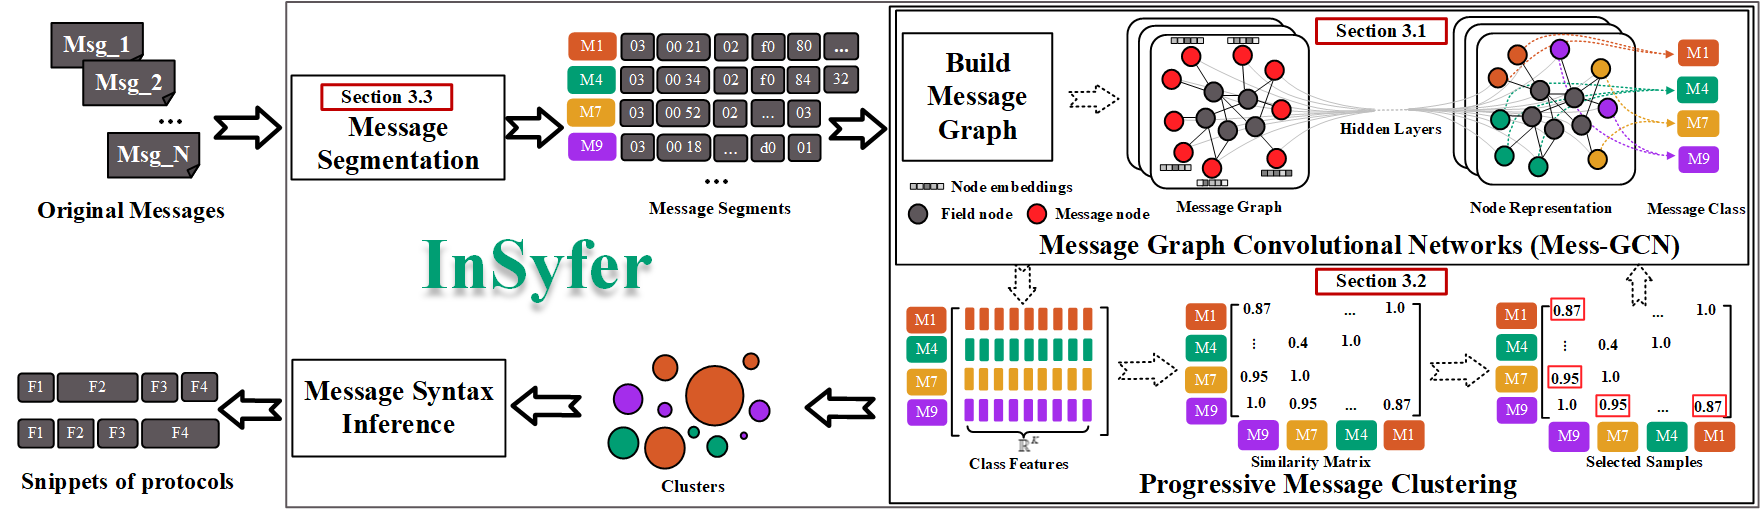 Msg_1
Msg_2
...
Msg_N
Original Messages
Section 3.3
Message
Segmentation
M1 03 00 21 02 f0 80 ...
M4 03 00 34 02 f0 84 32
M7 03 00 52 02 ... 03
M9 03 00 18 ... d0 01
...
Message Segments
Build
Message
Graph
Node embeddings
Field node
Message node
Message Graph
Section 3.1
Hidden Layers
Node Representation
M1
M4
M7
M9
Message Class
Message Graph Convolutional Networks (Mess-GCN)
InSyfer
Section 3.2
M1
M4
M7
M9
ℝᴷ
Class Features
M1 0.87 ... 1.0
M4 ⋮ 0.4 1.0
M7 0.95 1.0
M9 1.0 0.95 ... 0.87
M9 M7 M4 M1
Similarity Matrix
M1 0.87 ... 1.0
M4 ⋮ 0.4 1.0
M7 0.95 1.0
M9 1.0 0.95 ... 0.87
M9 M7 M4 M1
Selected Samples
Progressive Message Clustering
Clusters
Message Syntax
Inference
F1 F2 F3 F4
F1 F2 F3 F4
Snippets of protocols